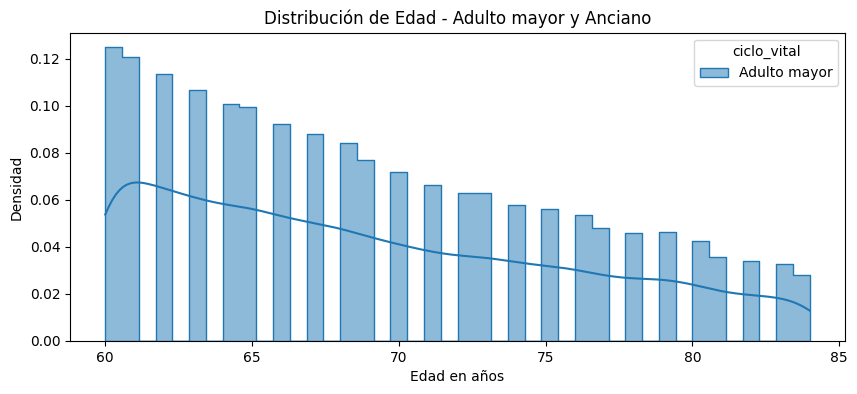 Distribución de Edad - Adulto mayor y Anciano
ciclo_vital
Adulto mayor
Densidad
0.12
0.10
0.08
0.06
0.04
0.02
0.00
60 65 70 75 80 85
Edad en años